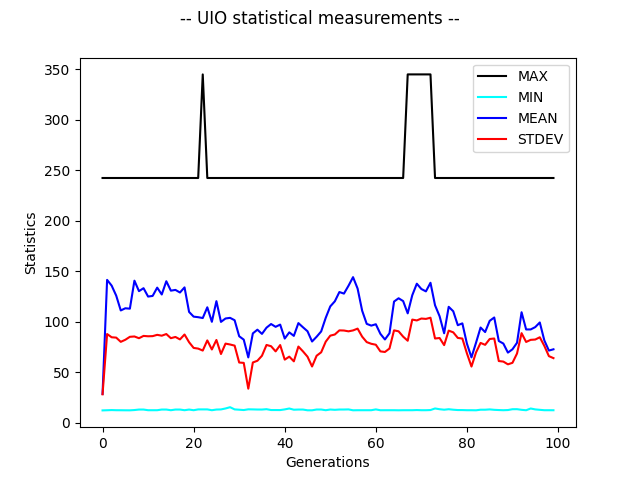 -- UIO statistical measurements --
350
300
250
200
150
100
50
0
Statistics
MAX
MIN
MEAN
STDEV
0 20 40 60 80 100
Generations